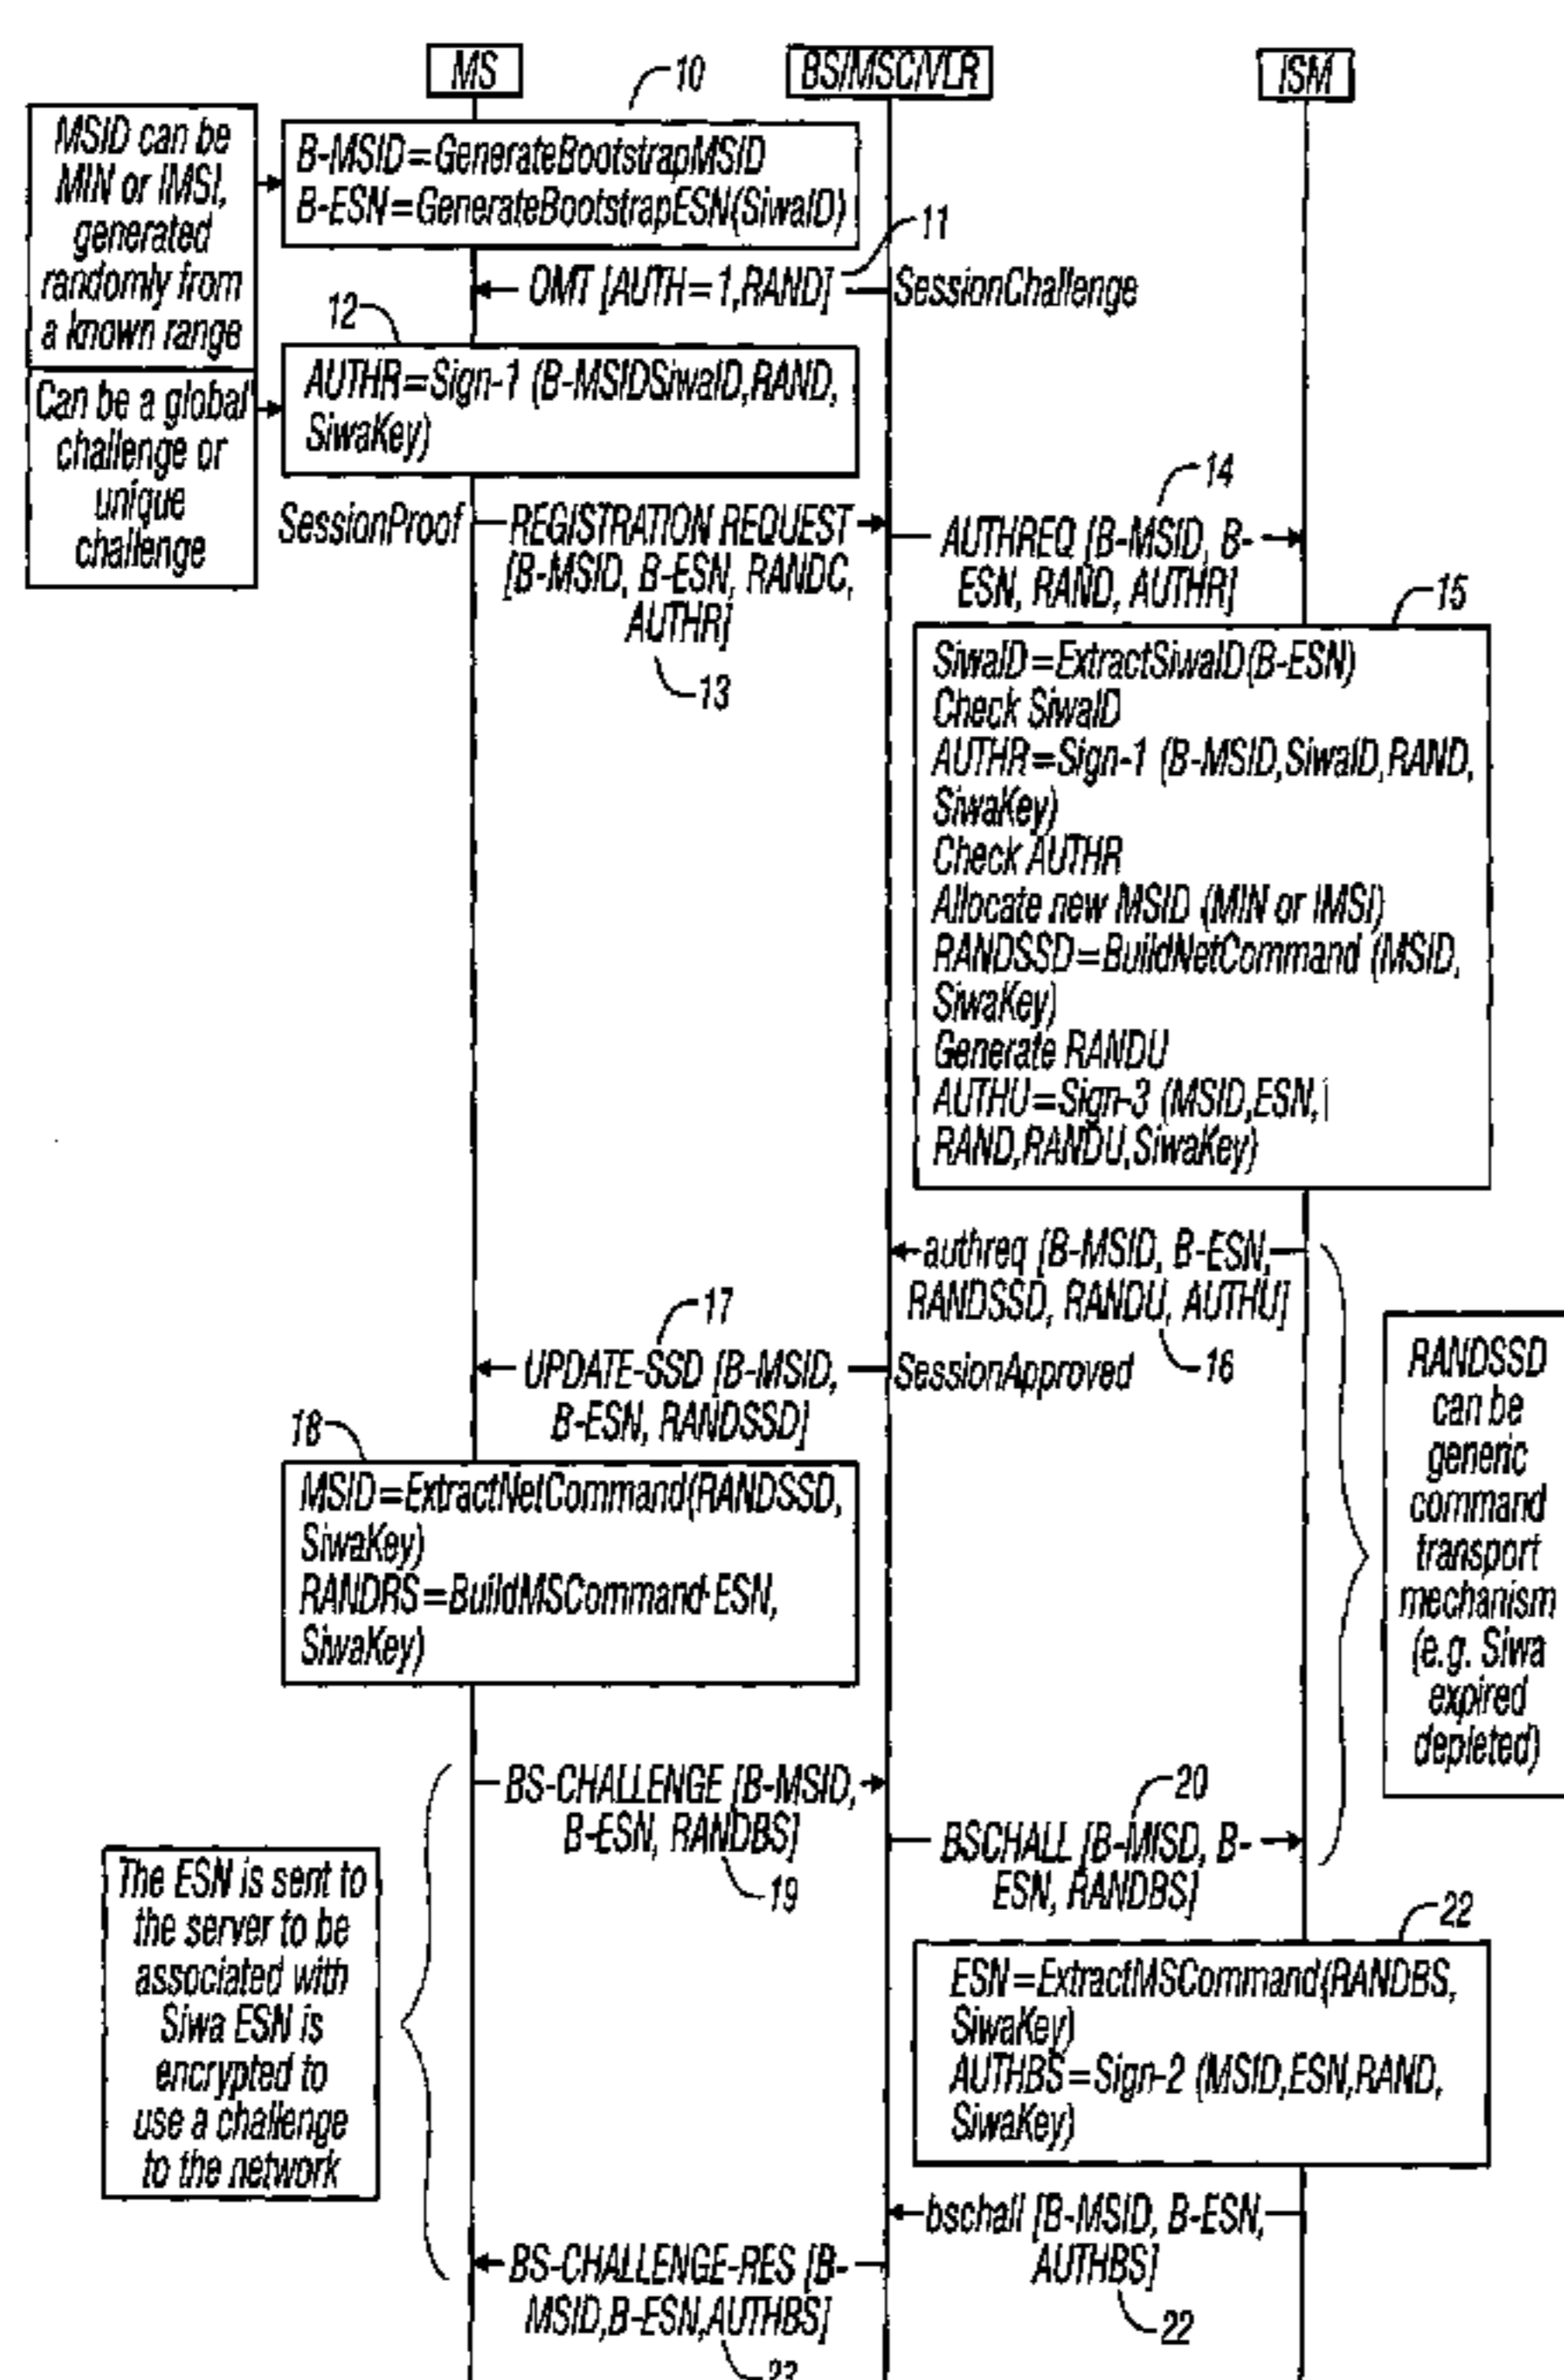 MS
BS/MSC/VLR
ISM
10
MSID can be
MIN or IMSI,
generated
randomly from
a known range
B-MSID=GenerateBootstrapMSID
B-ESN=GenerateBootstrapESN(SiwaID)
11
OMT [AUTH=1,RAND]
SessionChallenge
12
Can be a global
challenge or
unique
challenge
AUTHR=Sign-1 (B-MSIDSiwaID,RAND,
SiwaKey)
SessionProof
REGISTRATION REQUEST
[B-MSID, B-ESN, RANDC,
AUTHR]
13
14
AUTHREQ [B-MSID, B-
ESN, RAND, AUTHR]
15
SiwaID=ExtractSiwaID(B-ESN)
Check SiwaID
AUTHR=Sign-1 (B-MSID,SiwaID,RAND,
SiwaKey)
Check AUTHR
Allocate new MSID (MIN or IMSI)
RANDSSD=BuildNetCommand (MSID,
SiwaKey)
Generate RANDU
AUTHU=Sign-3 (MSID,ESN,
RAND,RANDU,SiwaKey)
authreq [B-MSID, B-ESN,
RANDSSD, RANDU, AUTHU]
16
17
UPDATE-SSD [B-MSID,
B-ESN, RANDSSD]
SessionApproved
RANDSSD
can be
generic
command
transport
mechanism
(e.g. Siwa
expired
depleted)
18
MSID=ExtractNetCommand(RANDSSD,
SiwaKey)
RANDRS=BuildMSCommand-ESN,
SiwaKey)
BS-CHALLENGE [B-MSID,
B-ESN, RANDBS]
19
20
BSCHALL [B-MISD, B-
ESN, RANDBS]
The ESN is sent to
the server to be
associated with
Siwa ESN is
encrypted to
use a challenge
to the network
22
ESN=ExtractMSCommand(RANDBS,
SiwaKey)
AUTHBS=Sign-2 (MSID,ESN,RAND,
SiwaKey)
bschall [B-MSID, B-ESN,
AUTHBS]
22
BS-CHALLENGE-RES [B-
MSID,B-ESN,AUTHBS]
23